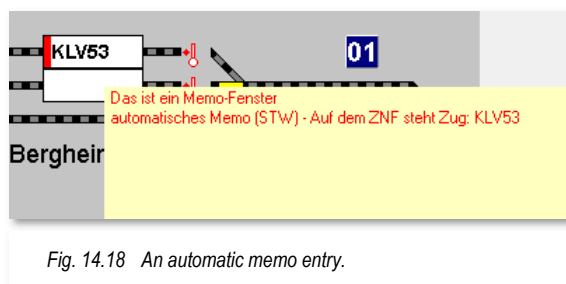 KLV53
01
Das ist ein Memo-Fenster
automatisches Memo (STW) - Auf dem ZNF steht Zug: KLV53
Bergheim
Fig. 14.18 An automatic memo entry.